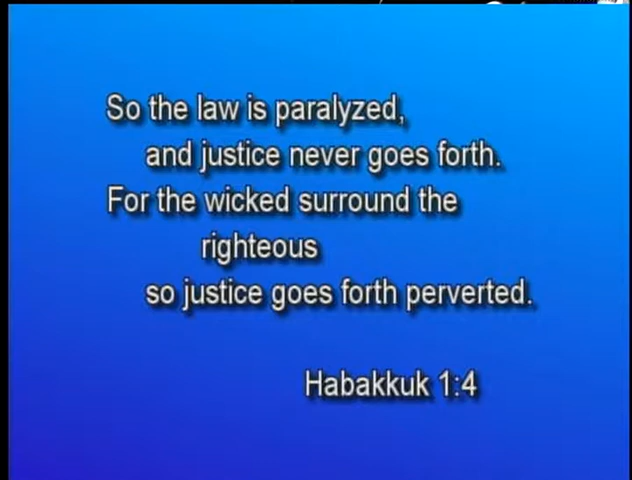 So the law is paralyzed,
and justice never goes forth.
For the wicked surround the
righteous
so justice goes forth perverted.
Habakkuk 1:4